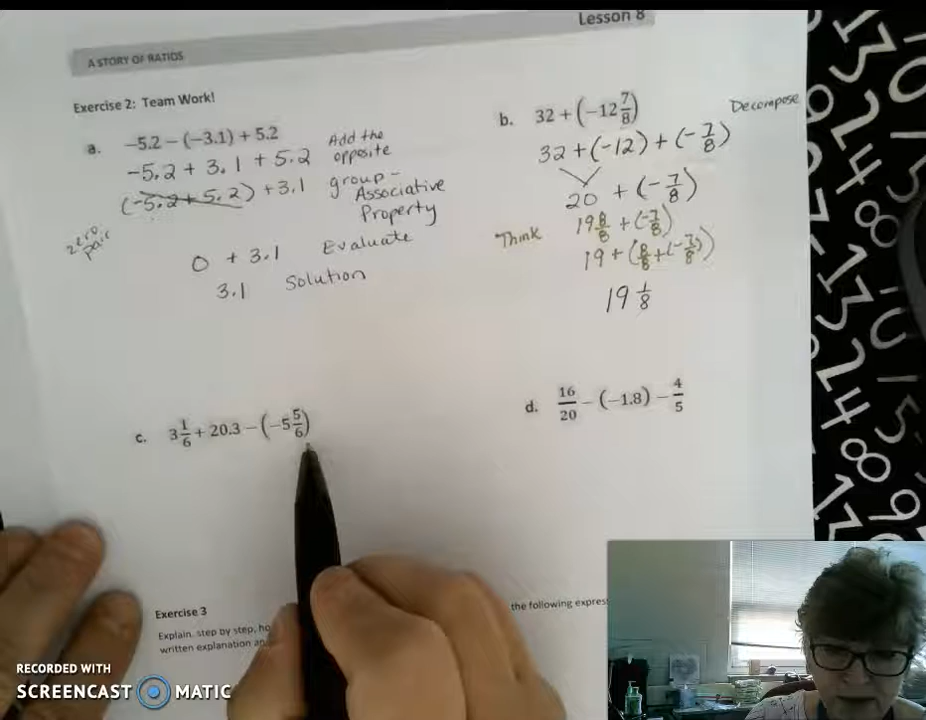 Lesson 8
A STORY OF RATIOS
Exercise 2: Team Work!
a. -5.2 - (-3.1) + 5.2
-5.2 + 3.1 + 5.2 Add the opposite
(-5.2 + 5.2) + 3.1 group - Associative Property
zero pair
0 + 3.1 Evaluate
3.1 Solution
b. 32 + (-12 7/8)
Decompose
32 + (-12) + (-7/8)
20 + (-7/8)
Think 19 8/8 + (-7/8)
19 + (8/8 + (-7/8))
19 1/8
c. 3 1/6 + 20.3 - (-5 5/6)
d. 16/20 - (-1.8) - 4/5
Exercise 3
Explain, step by step, the following
written explanation
RECORDED WITH
SCREENCAST MATIC